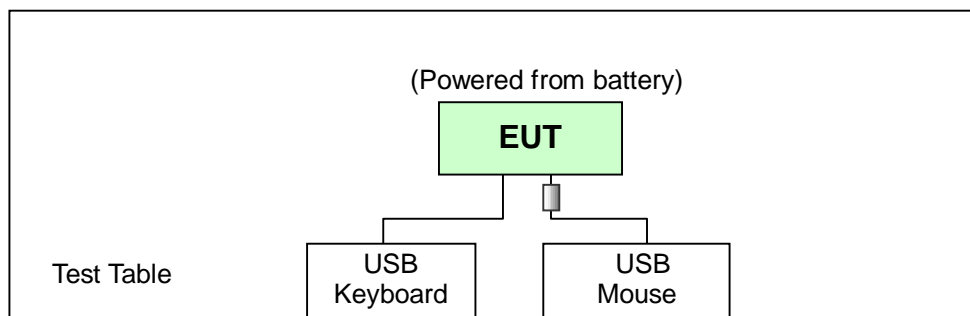 (Powered from battery)
EUT
Test Table
USB
Keyboard
USB
Mouse